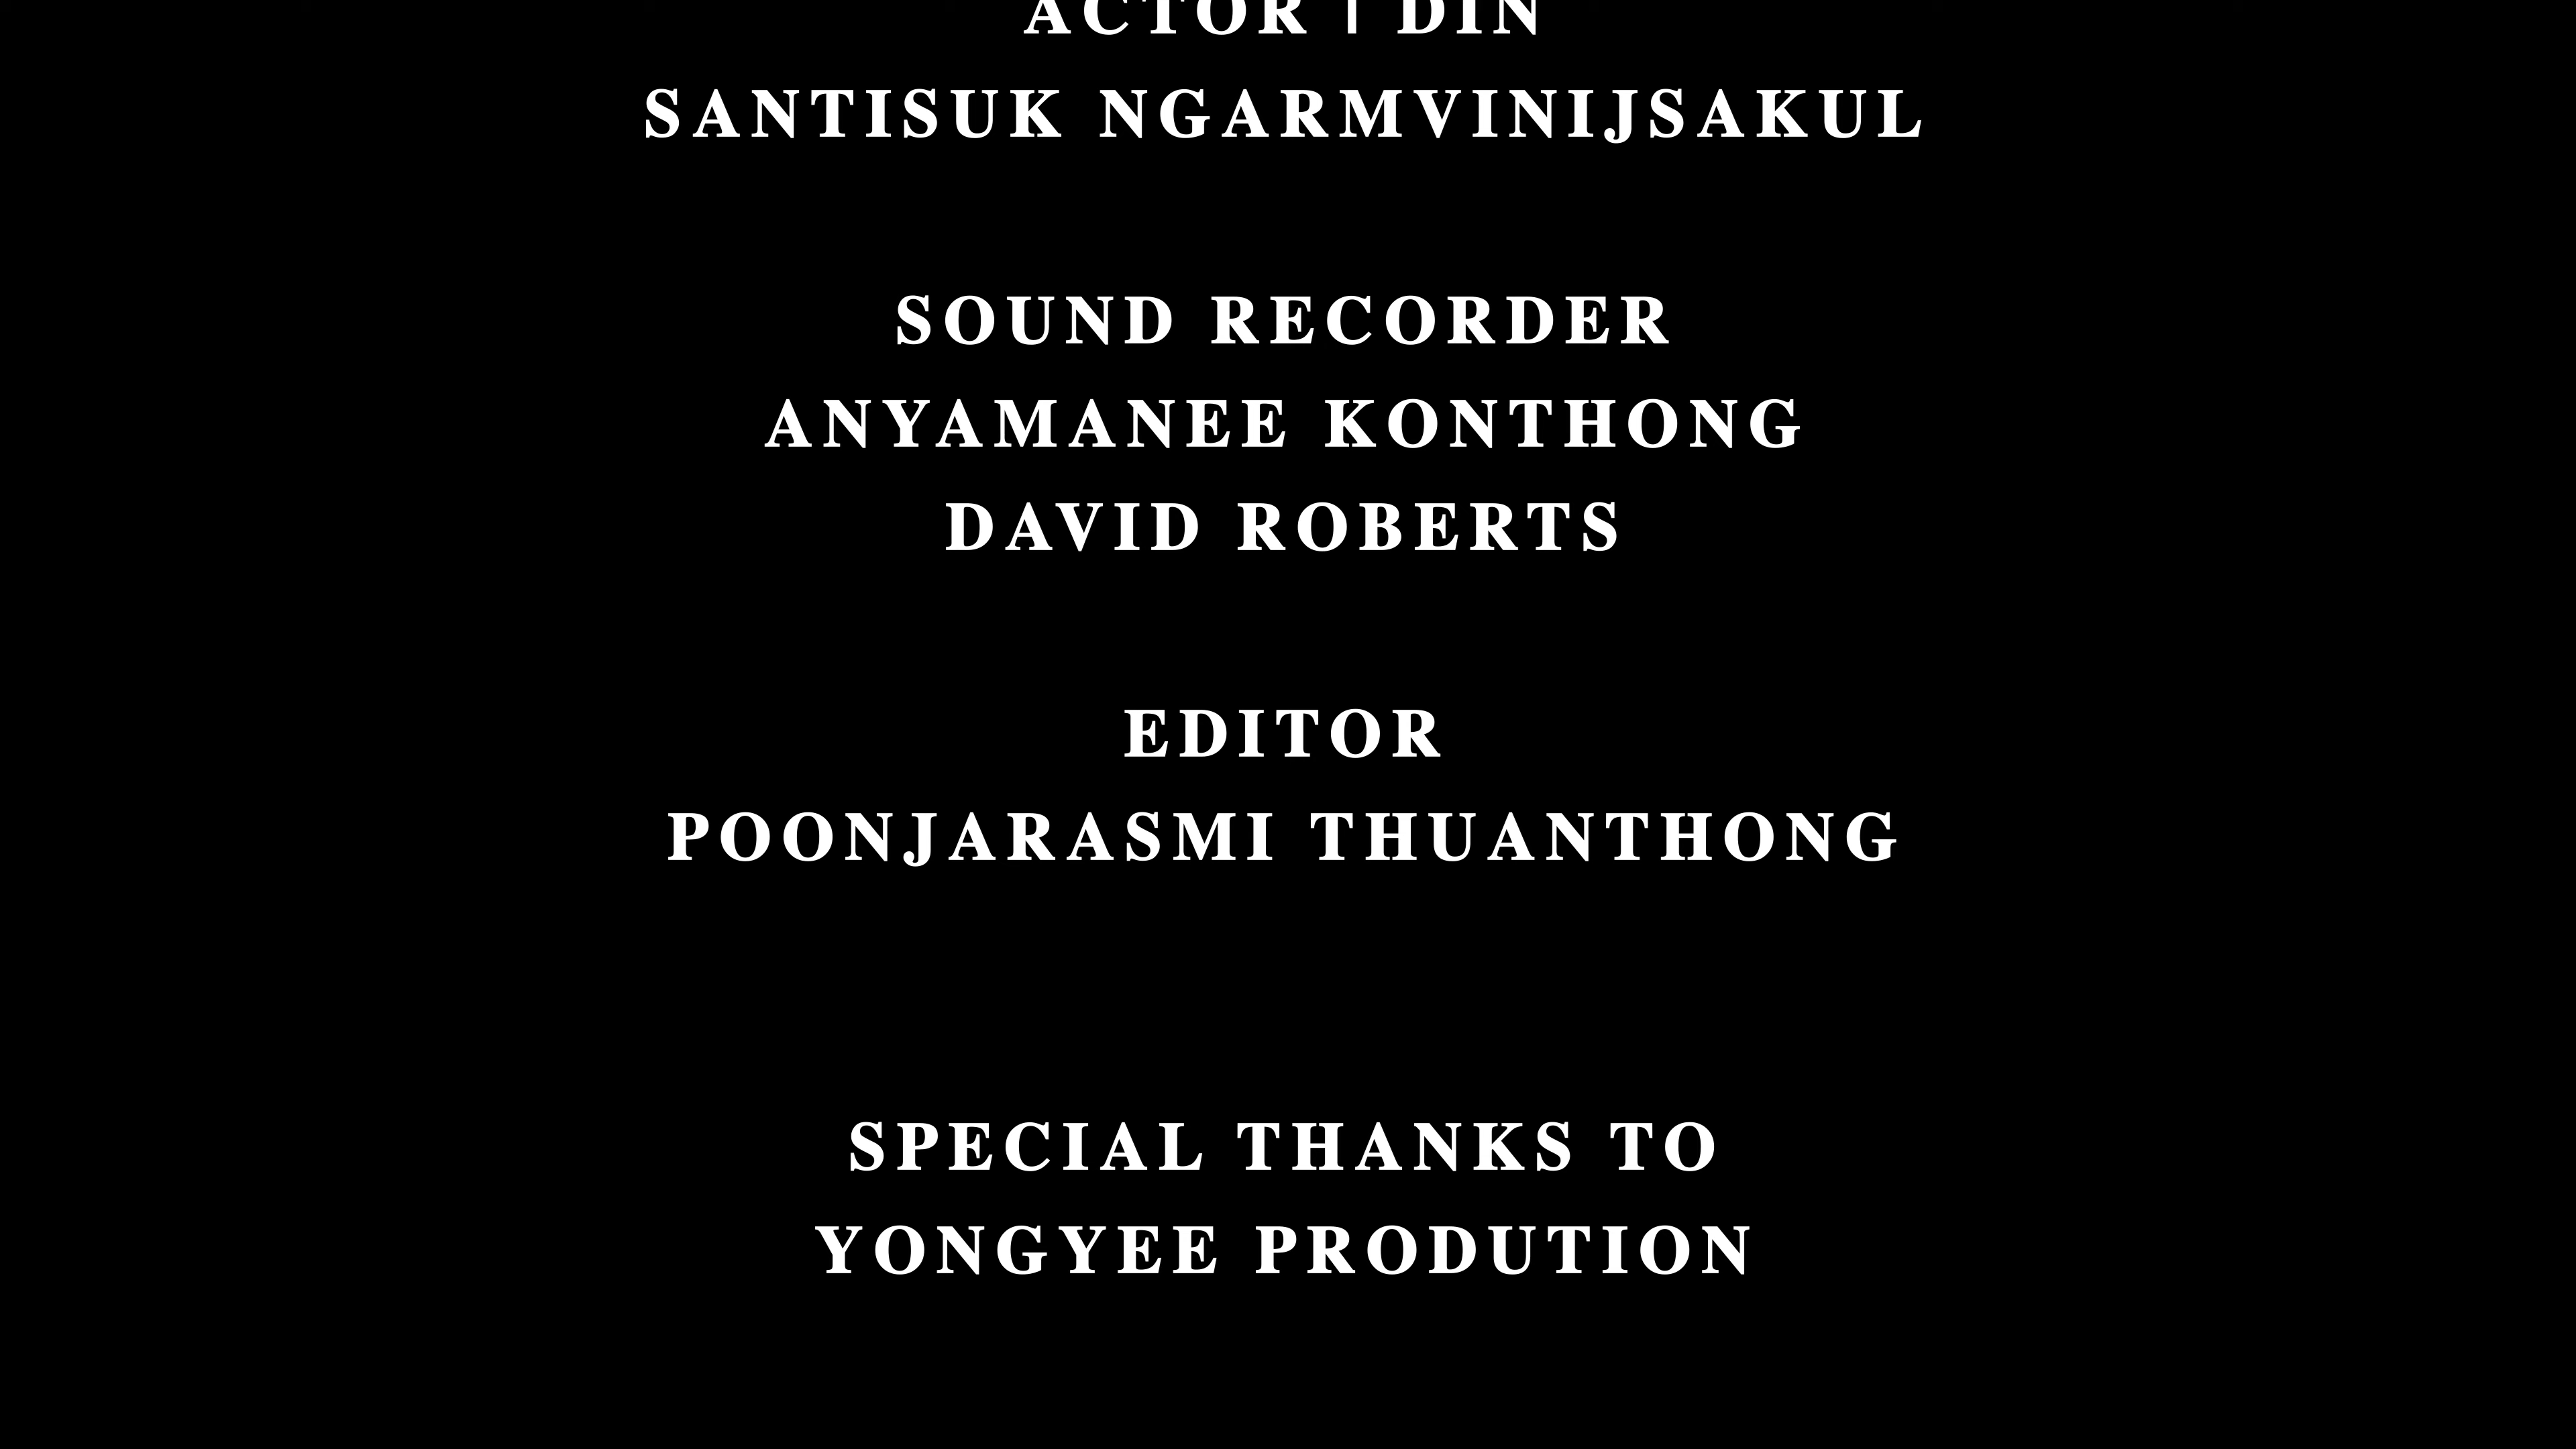 ACTOR | DIN
SANTISUK NGARMVINIJSAKUL
SOUND RECORDER
ANYAMANEE KONTHONG
DAVID ROBERTS
EDITOR
POONJARASMI THUANTHONG
SPECIAL THANKS TO
YONGYEE PRODUTION